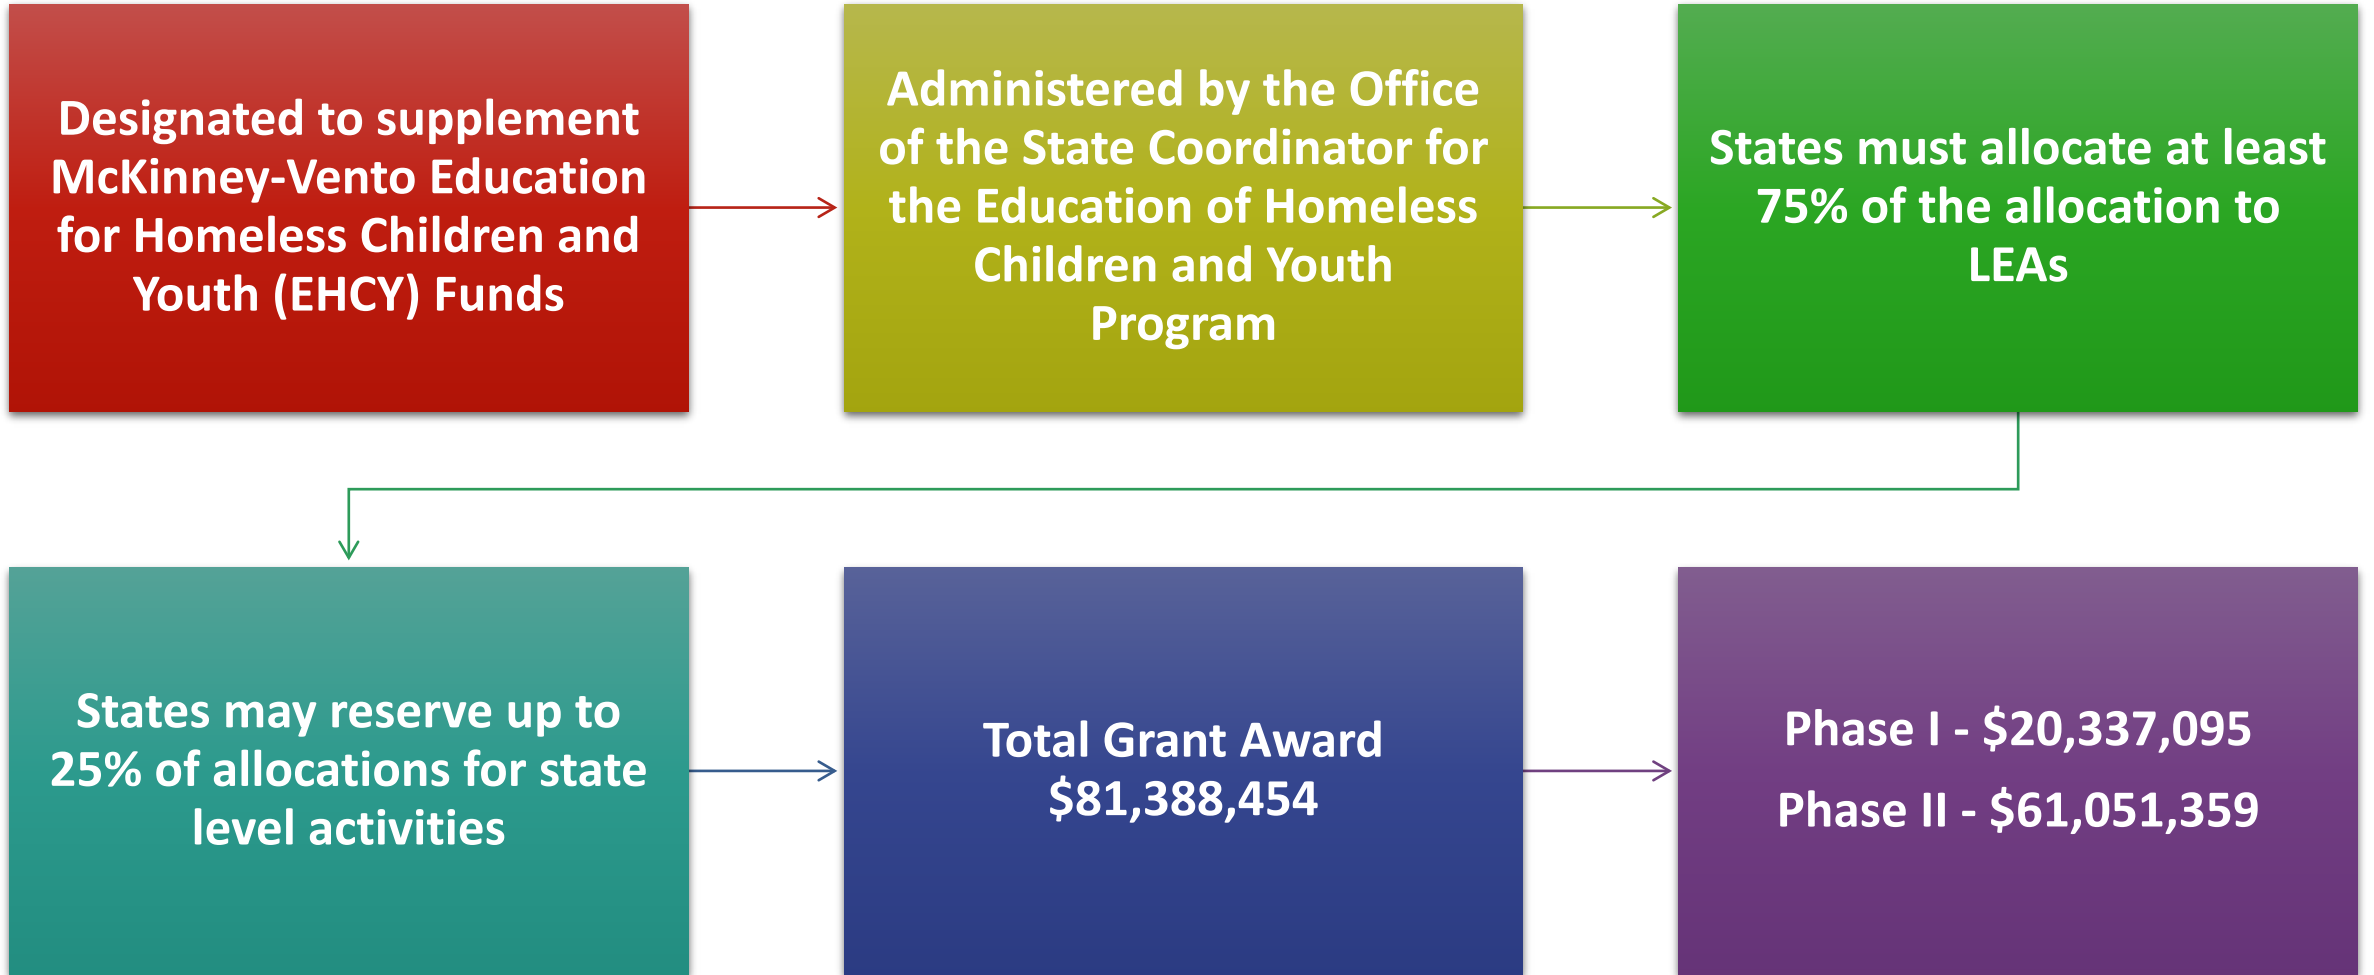 Designated to supplement
McKinney-Vento Education
for Homeless Children and
Youth (EHCY) Funds
Administered by the Office
of the State Coordinator for
the Education of Homeless
Children and Youth
Program
States must allocate at least
75% of the allocation to
LEAs
States may reserve up to
25% of allocations for state
level activities
Total Grant Award
$81,388,454
Phase I - $20,337,095
Phase II - $61,051,359